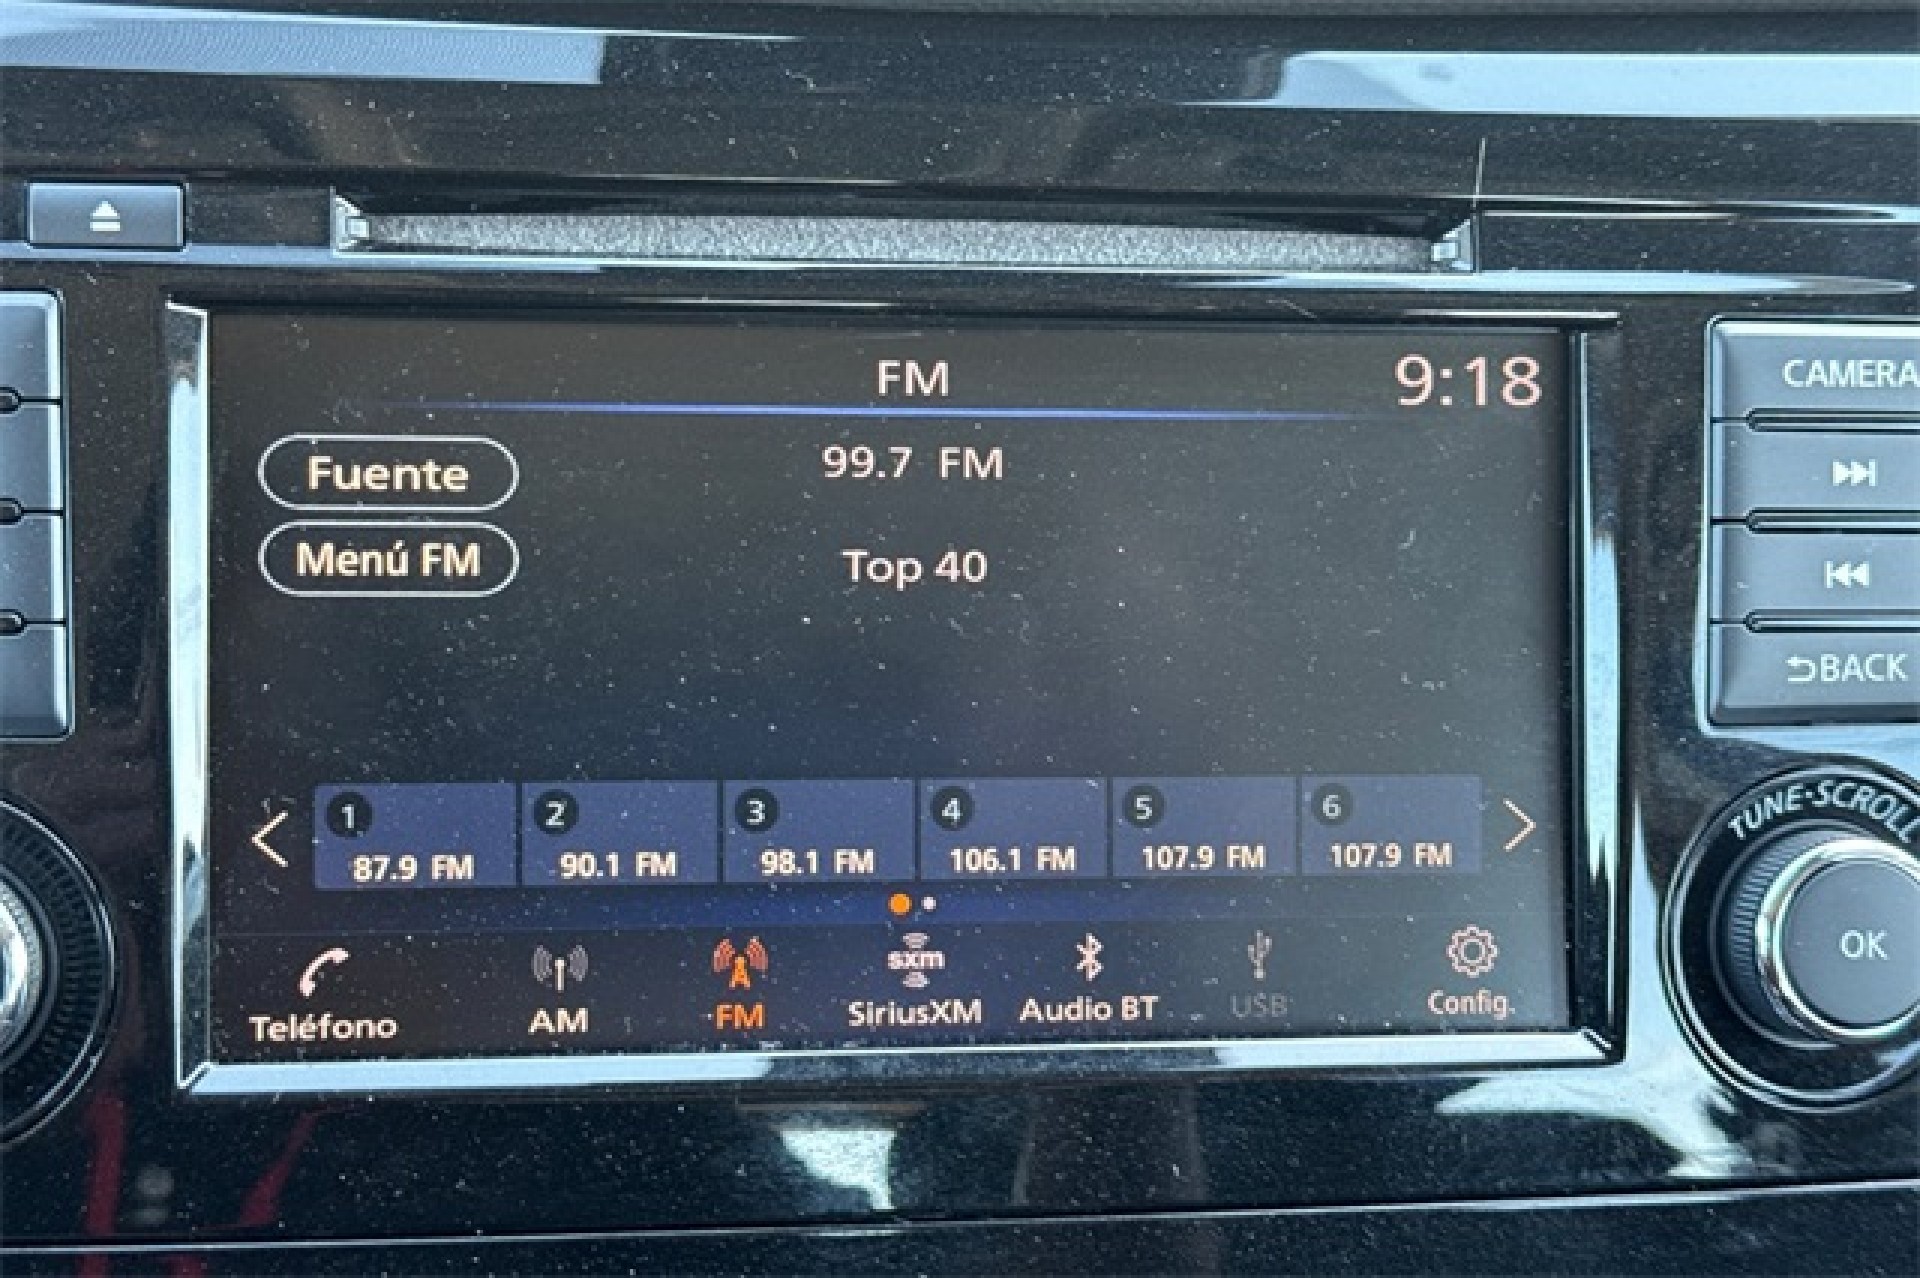 FM
9:18
Fuente
99.7 FM
Menú FM
Top 40
1
87.9 FM
2
90.1 FM
3
98.1 FM
4
106.1 FM
5
107.9 FM
6
107.9 FM
Teléfono
AM
FM
sxm
SiriusXM
Audio BT
USB
Config.
CAMERA
BACK
TUNE·SCROLL
OK